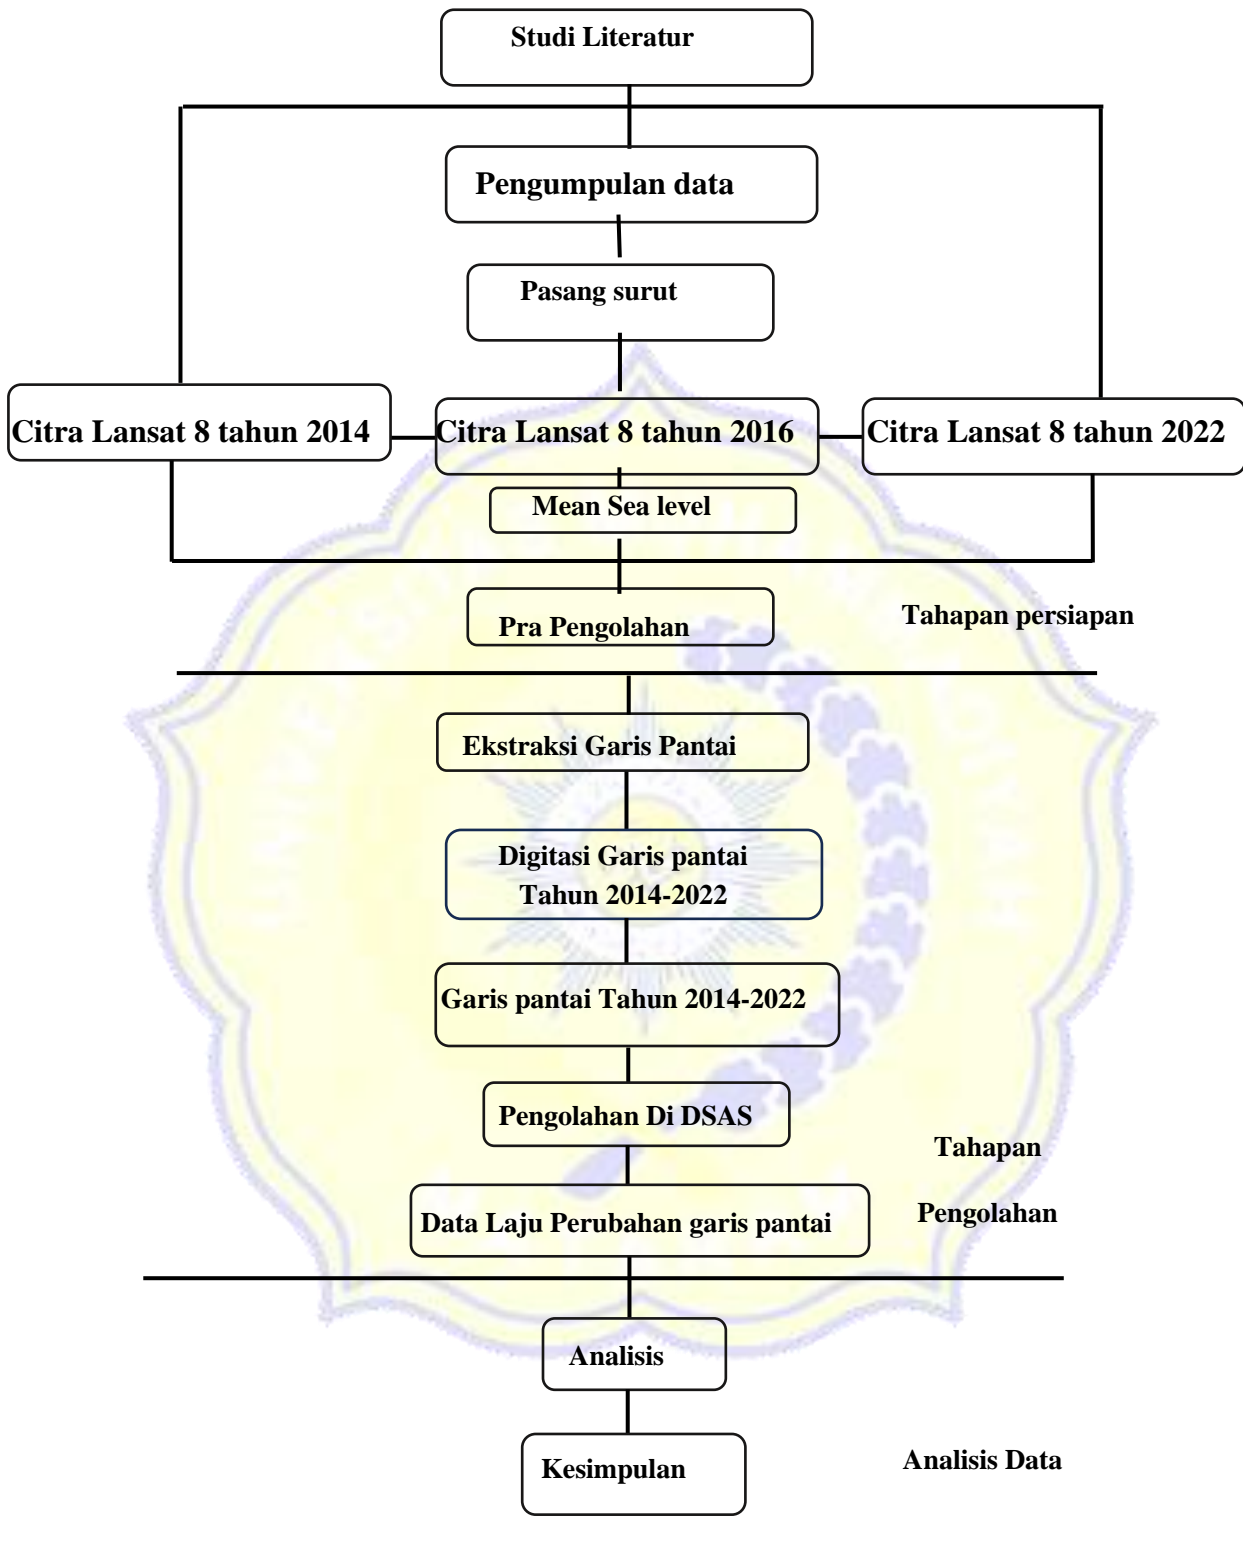 Studi Literatur
Pengumpulan data
Pasang surut
Citra Lansat 8 tahun 2014
Citra Lansat 8 tahun 2016
Citra Lansat 8 tahun 2022
Mean Sea level
Pra Pengolahan
Tahapan persiapan
Ekstraksi Garis Pantai
Digitasi Garis pantai
Tahun 2014-2022
Garis pantai Tahun 2014-2022
Pengolahan Di DSAS
Tahapan
Pengolahan
Data Laju Perubahan garis pantai
Analisis
Kesimpulan
Analisis Data